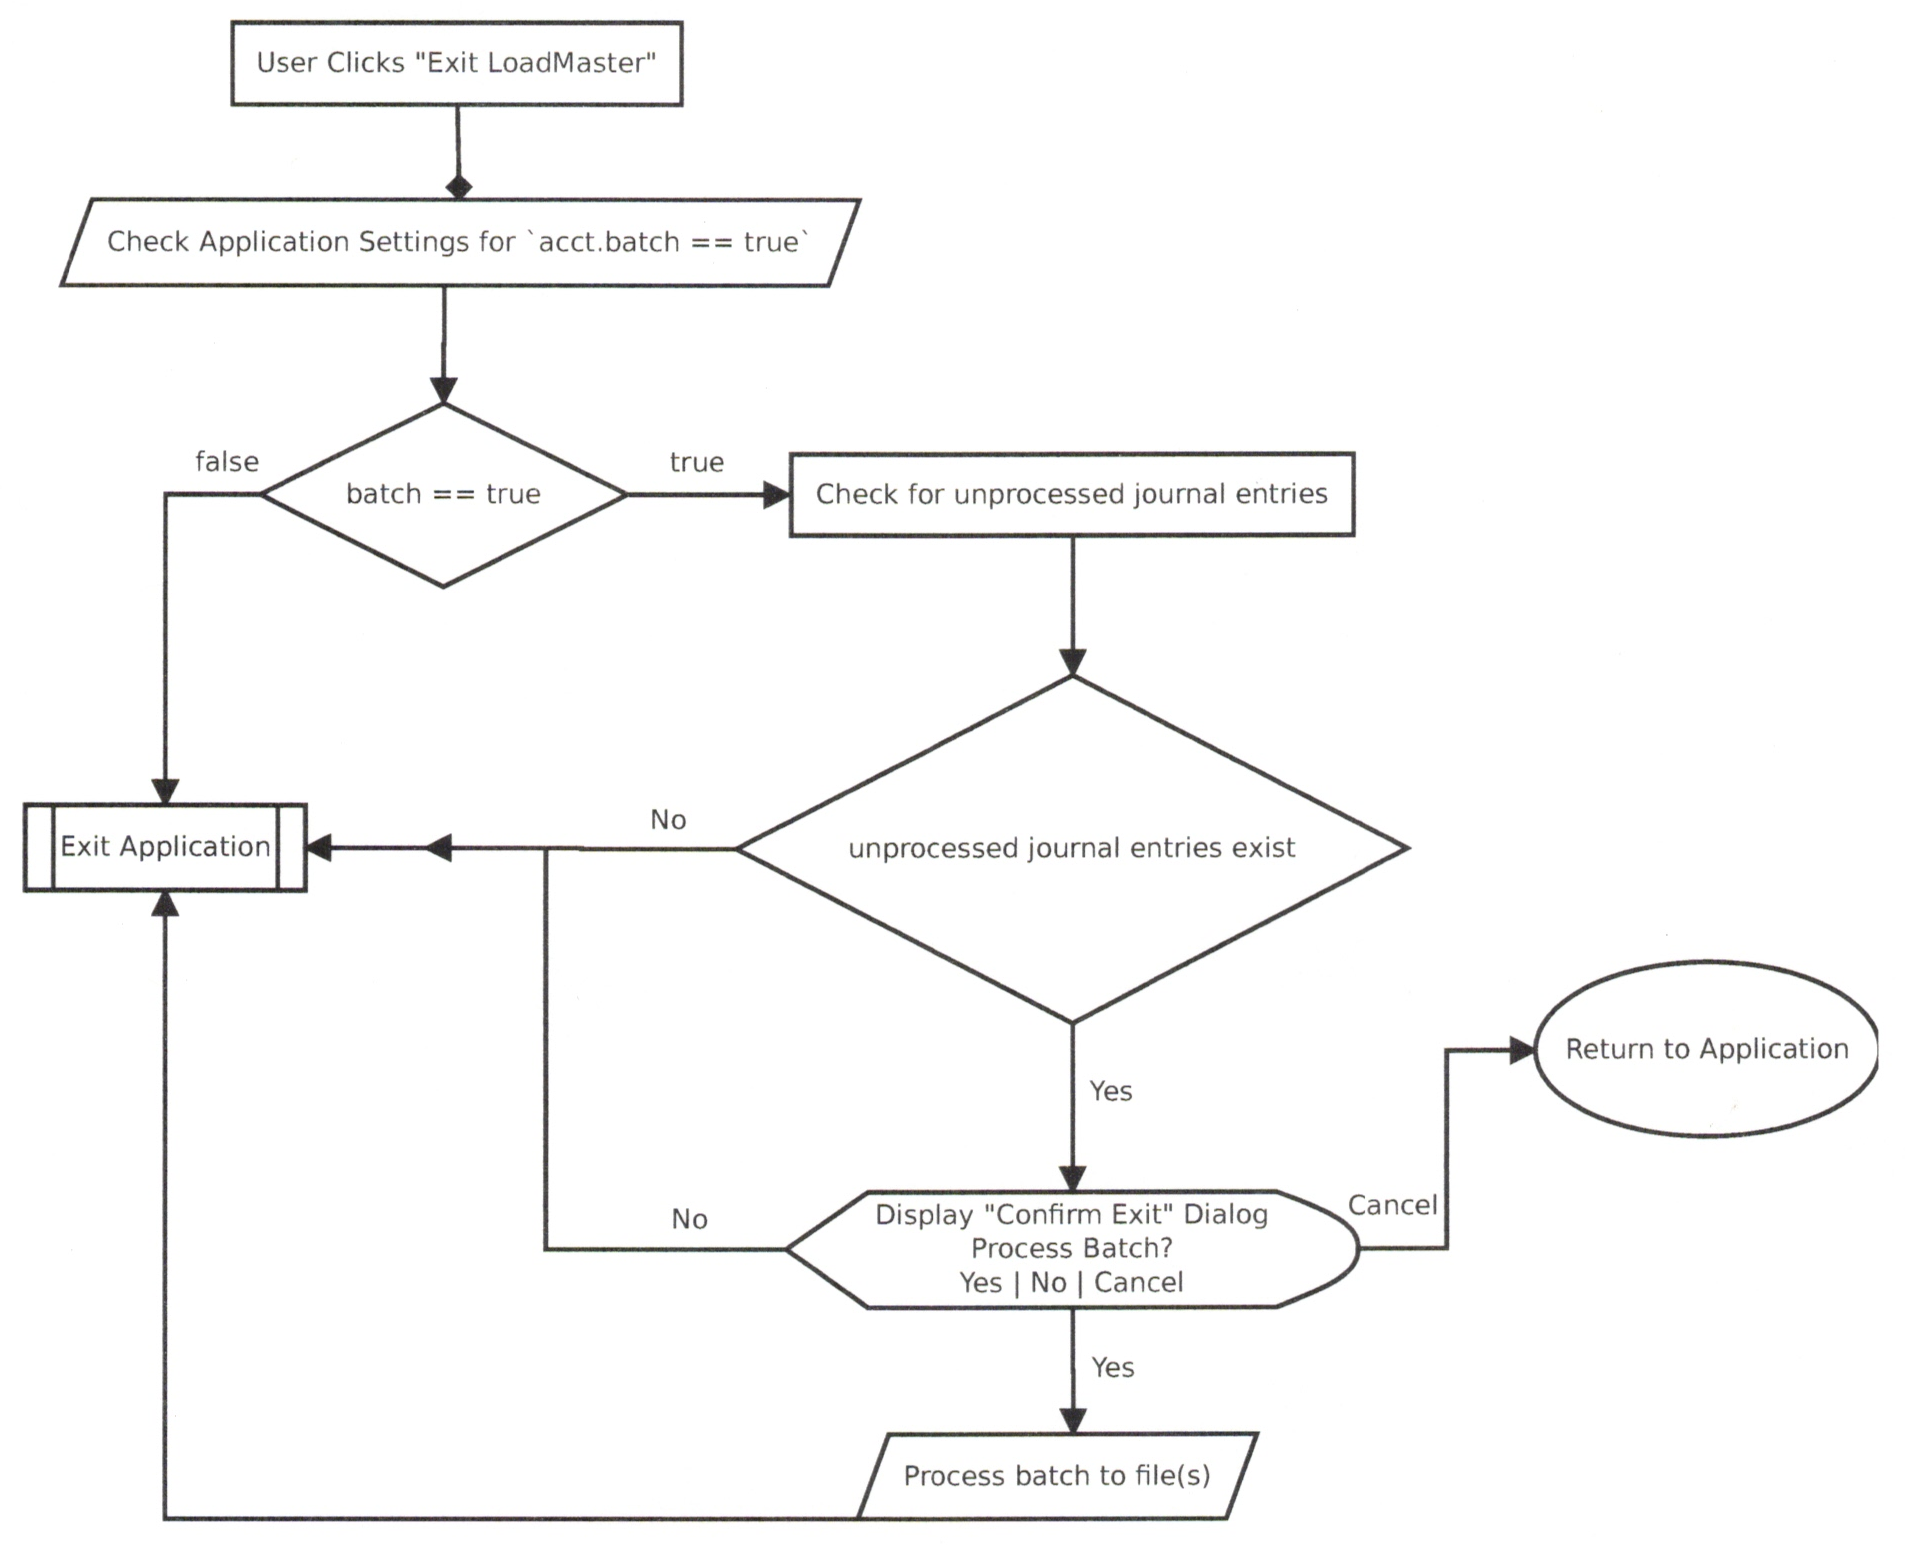 User Clicks "Exit LoadMaster"
Check Application Settings for `acct.batch == true`
false
true
batch == true
Check for unprocessed journal entries
No
Exit Application
unprocessed journal entries exist
Return to Application
Yes
Cancel
No
Display "Confirm Exit" Dialog
Process Batch?
Yes | No | Cancel
Yes
Process batch to file(s)